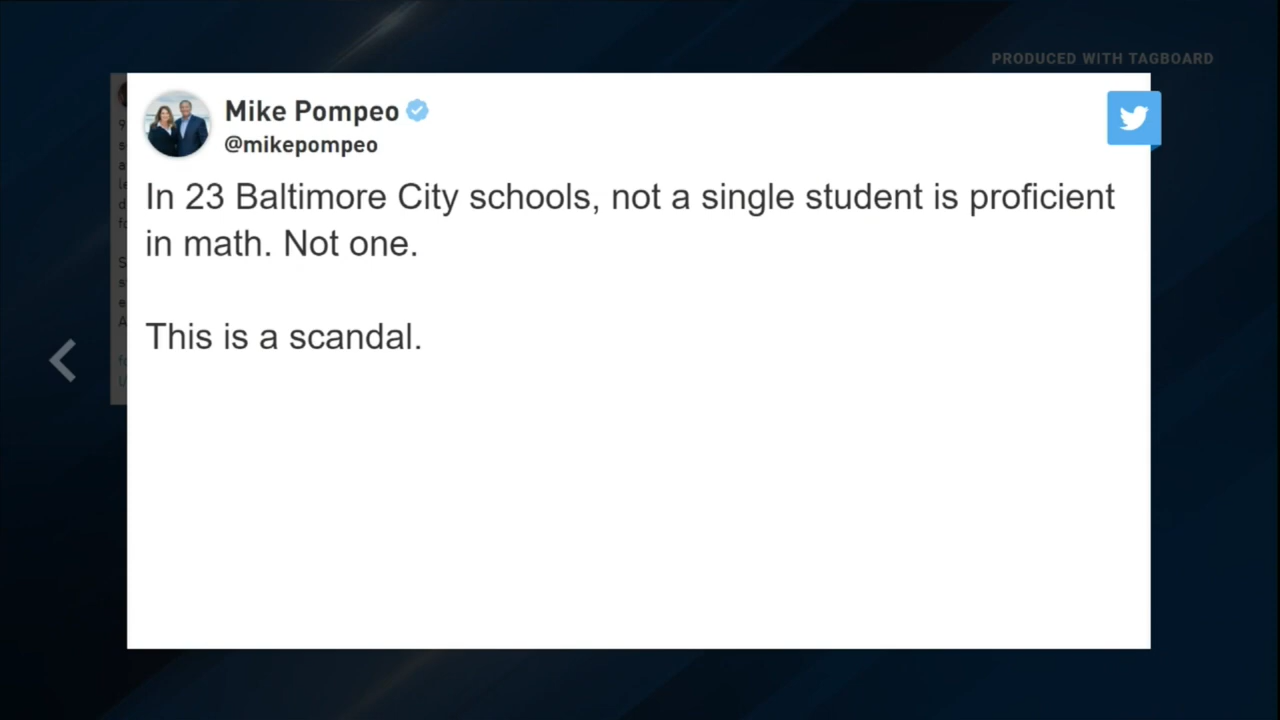 PRODUCED WITH TAGBOARD
Mike Pompeo
@mikepompeo
In 23 Baltimore City schools, not a single student is proficient
in math. Not one.
This is a scandal.